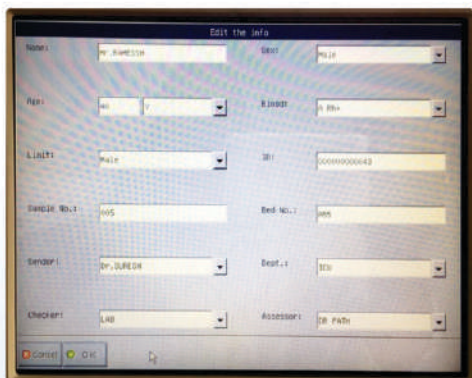 Edit the info
Name: Mr.RAMESSH Sex: Male
Age: Y Blood: A Rh+
Limit: Male ID:
Sample No.: 005 Bed No.:
Sender: Dr.SURESH Dept.: ICU
Checker: LAB Assessor: DR PATH
Cancel OK